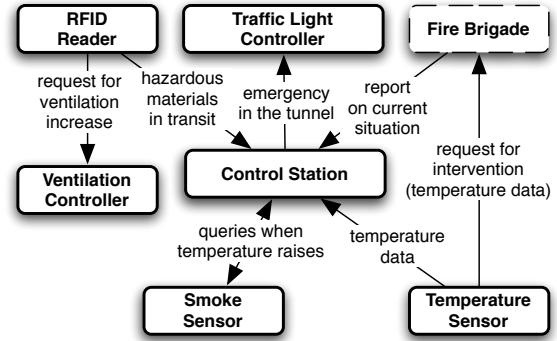 RFID
Reader
Traffic Light
Controller
Fire Brigade
request for
ventilation
increase
hazardous
materials
in transit
emergency
in the tunnel
report
on current
situation
request for
intervention
(temperature data)
Ventilation
Controller
Control Station
queries when
temperature raises
temperature
data
Smoke
Sensor
Temperature
Sensor